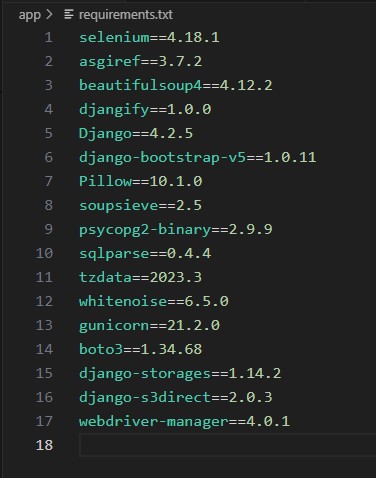 app > requirements.txt
1 selenium==4.18.1
2 asgiref==3.7.2
3 beautifulsoup4==4.12.2
4 djangify==1.0.0
5 Django==4.2.5
6 django-bootstrap-v5==1.0.11
7 Pillow==10.1.0
8 soupsieve==2.5
9 psycopg2-binary==2.9.9
10 sqlparse==0.4.4
11 tzdata==2023.3
12 whitenoise==6.5.0
13 gunicorn==21.2.0
14 boto3==1.34.68
15 django-storages==1.14.2
16 django-s3direct==2.0.3
17 webdriver-manager==4.0.1
18